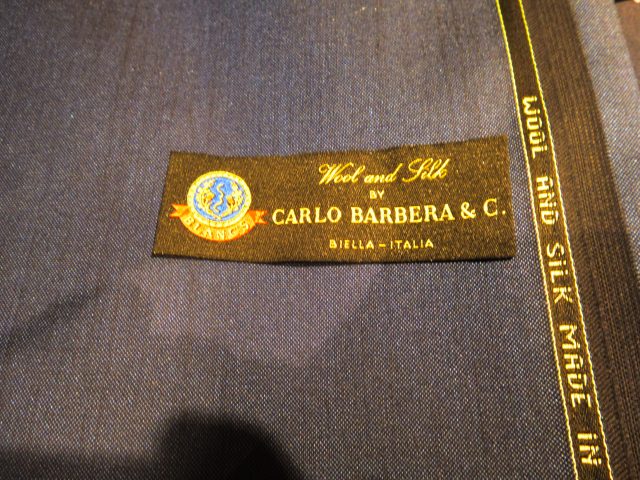 Wool and Silk
BY
CARLO BARBERA & C.
BIELLA – ITALIA
WOOL AND SILK MADE IN